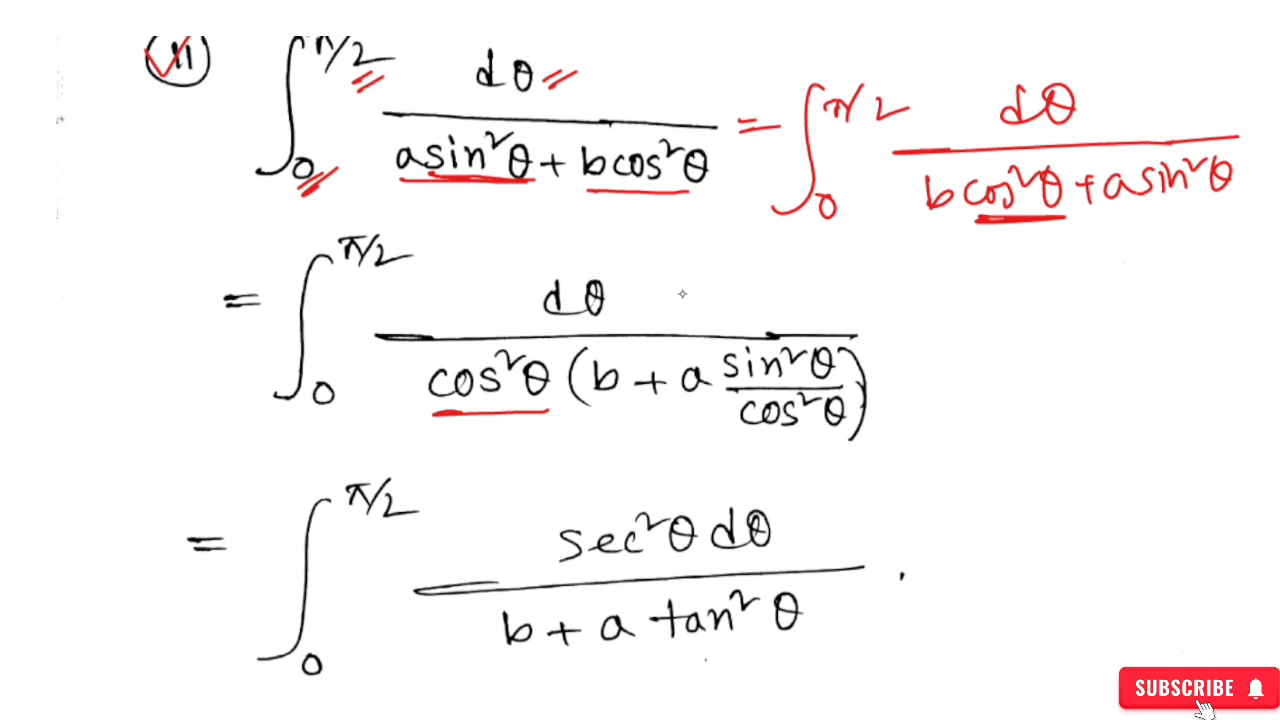 (ii) ∫₀^{π/2} dθ / (a sin²θ + b cos²θ) = ∫₀^{π/2} dθ / (b cos²θ + a sin²θ)
= ∫₀^{π/2} dθ / (cos²θ (b + a sin²θ/cos²θ))
= ∫₀^{π/2} sec²θ dθ / (b + a tan²θ) .
SUBSCRIBE